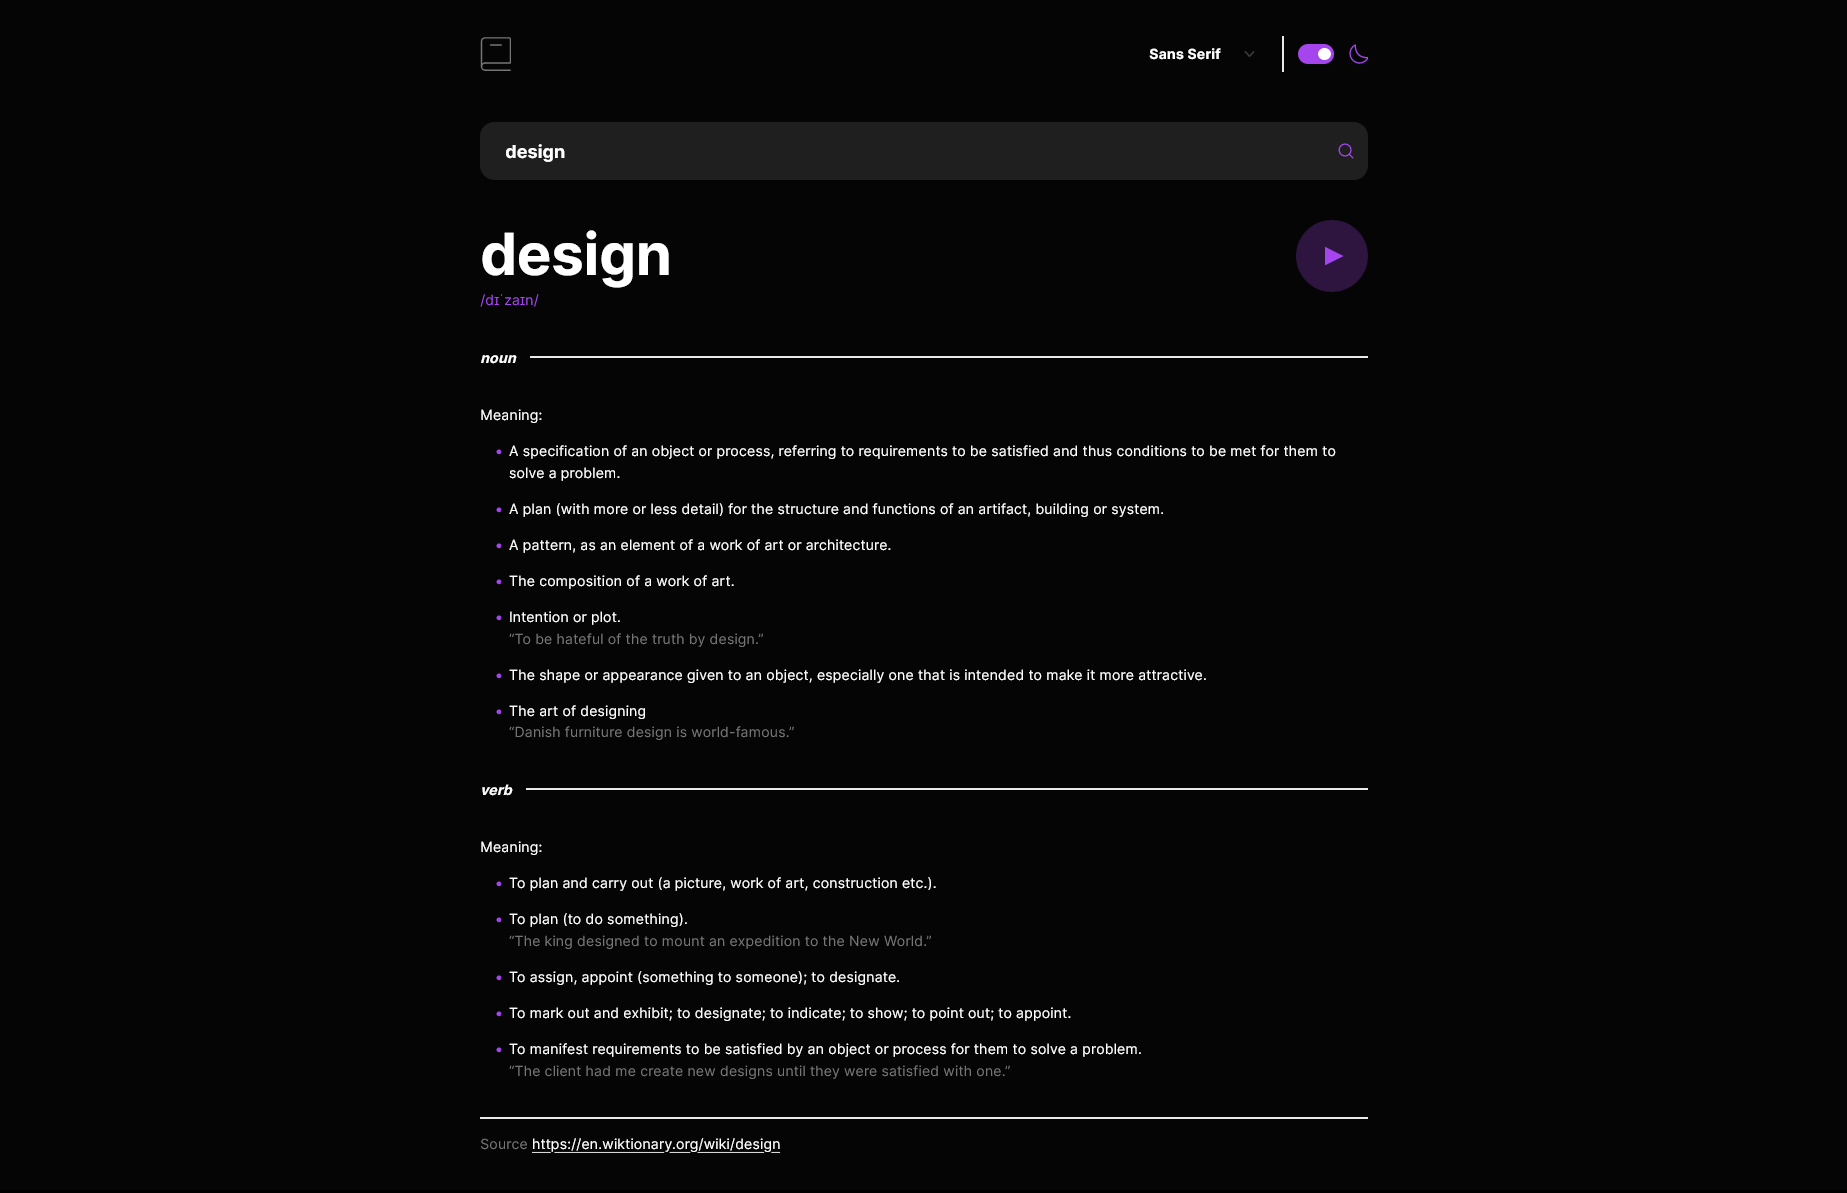 Sans Serif
design
design
/dɪˈzaɪn/
noun
Meaning:
A specification of an object or process, referring to requirements to be satisfied and thus conditions to be met for them to
solve a problem.
A plan (with more or less detail) for the structure and functions of an artifact, building or system.
A pattern, as an element of a work of art or architecture.
The composition of a work of art.
Intention or plot.
“To be hateful of the truth by design.”
The shape or appearance given to an object, especially one that is intended to make it more attractive.
The art of designing
“Danish furniture design is world-famous.”
verb
Meaning:
To plan and carry out (a picture, work of art, construction etc.).
To plan (to do something).
“The king designed to mount an expedition to the New World.”
To assign, appoint (something to someone); to designate.
To mark out and exhibit; to designate; to indicate; to show; to point out; to appoint.
To manifest requirements to be satisfied by an object or process for them to solve a problem.
“The client had me create new designs until they were satisfied with one.”
Source https://en.wiktionary.org/wiki/design